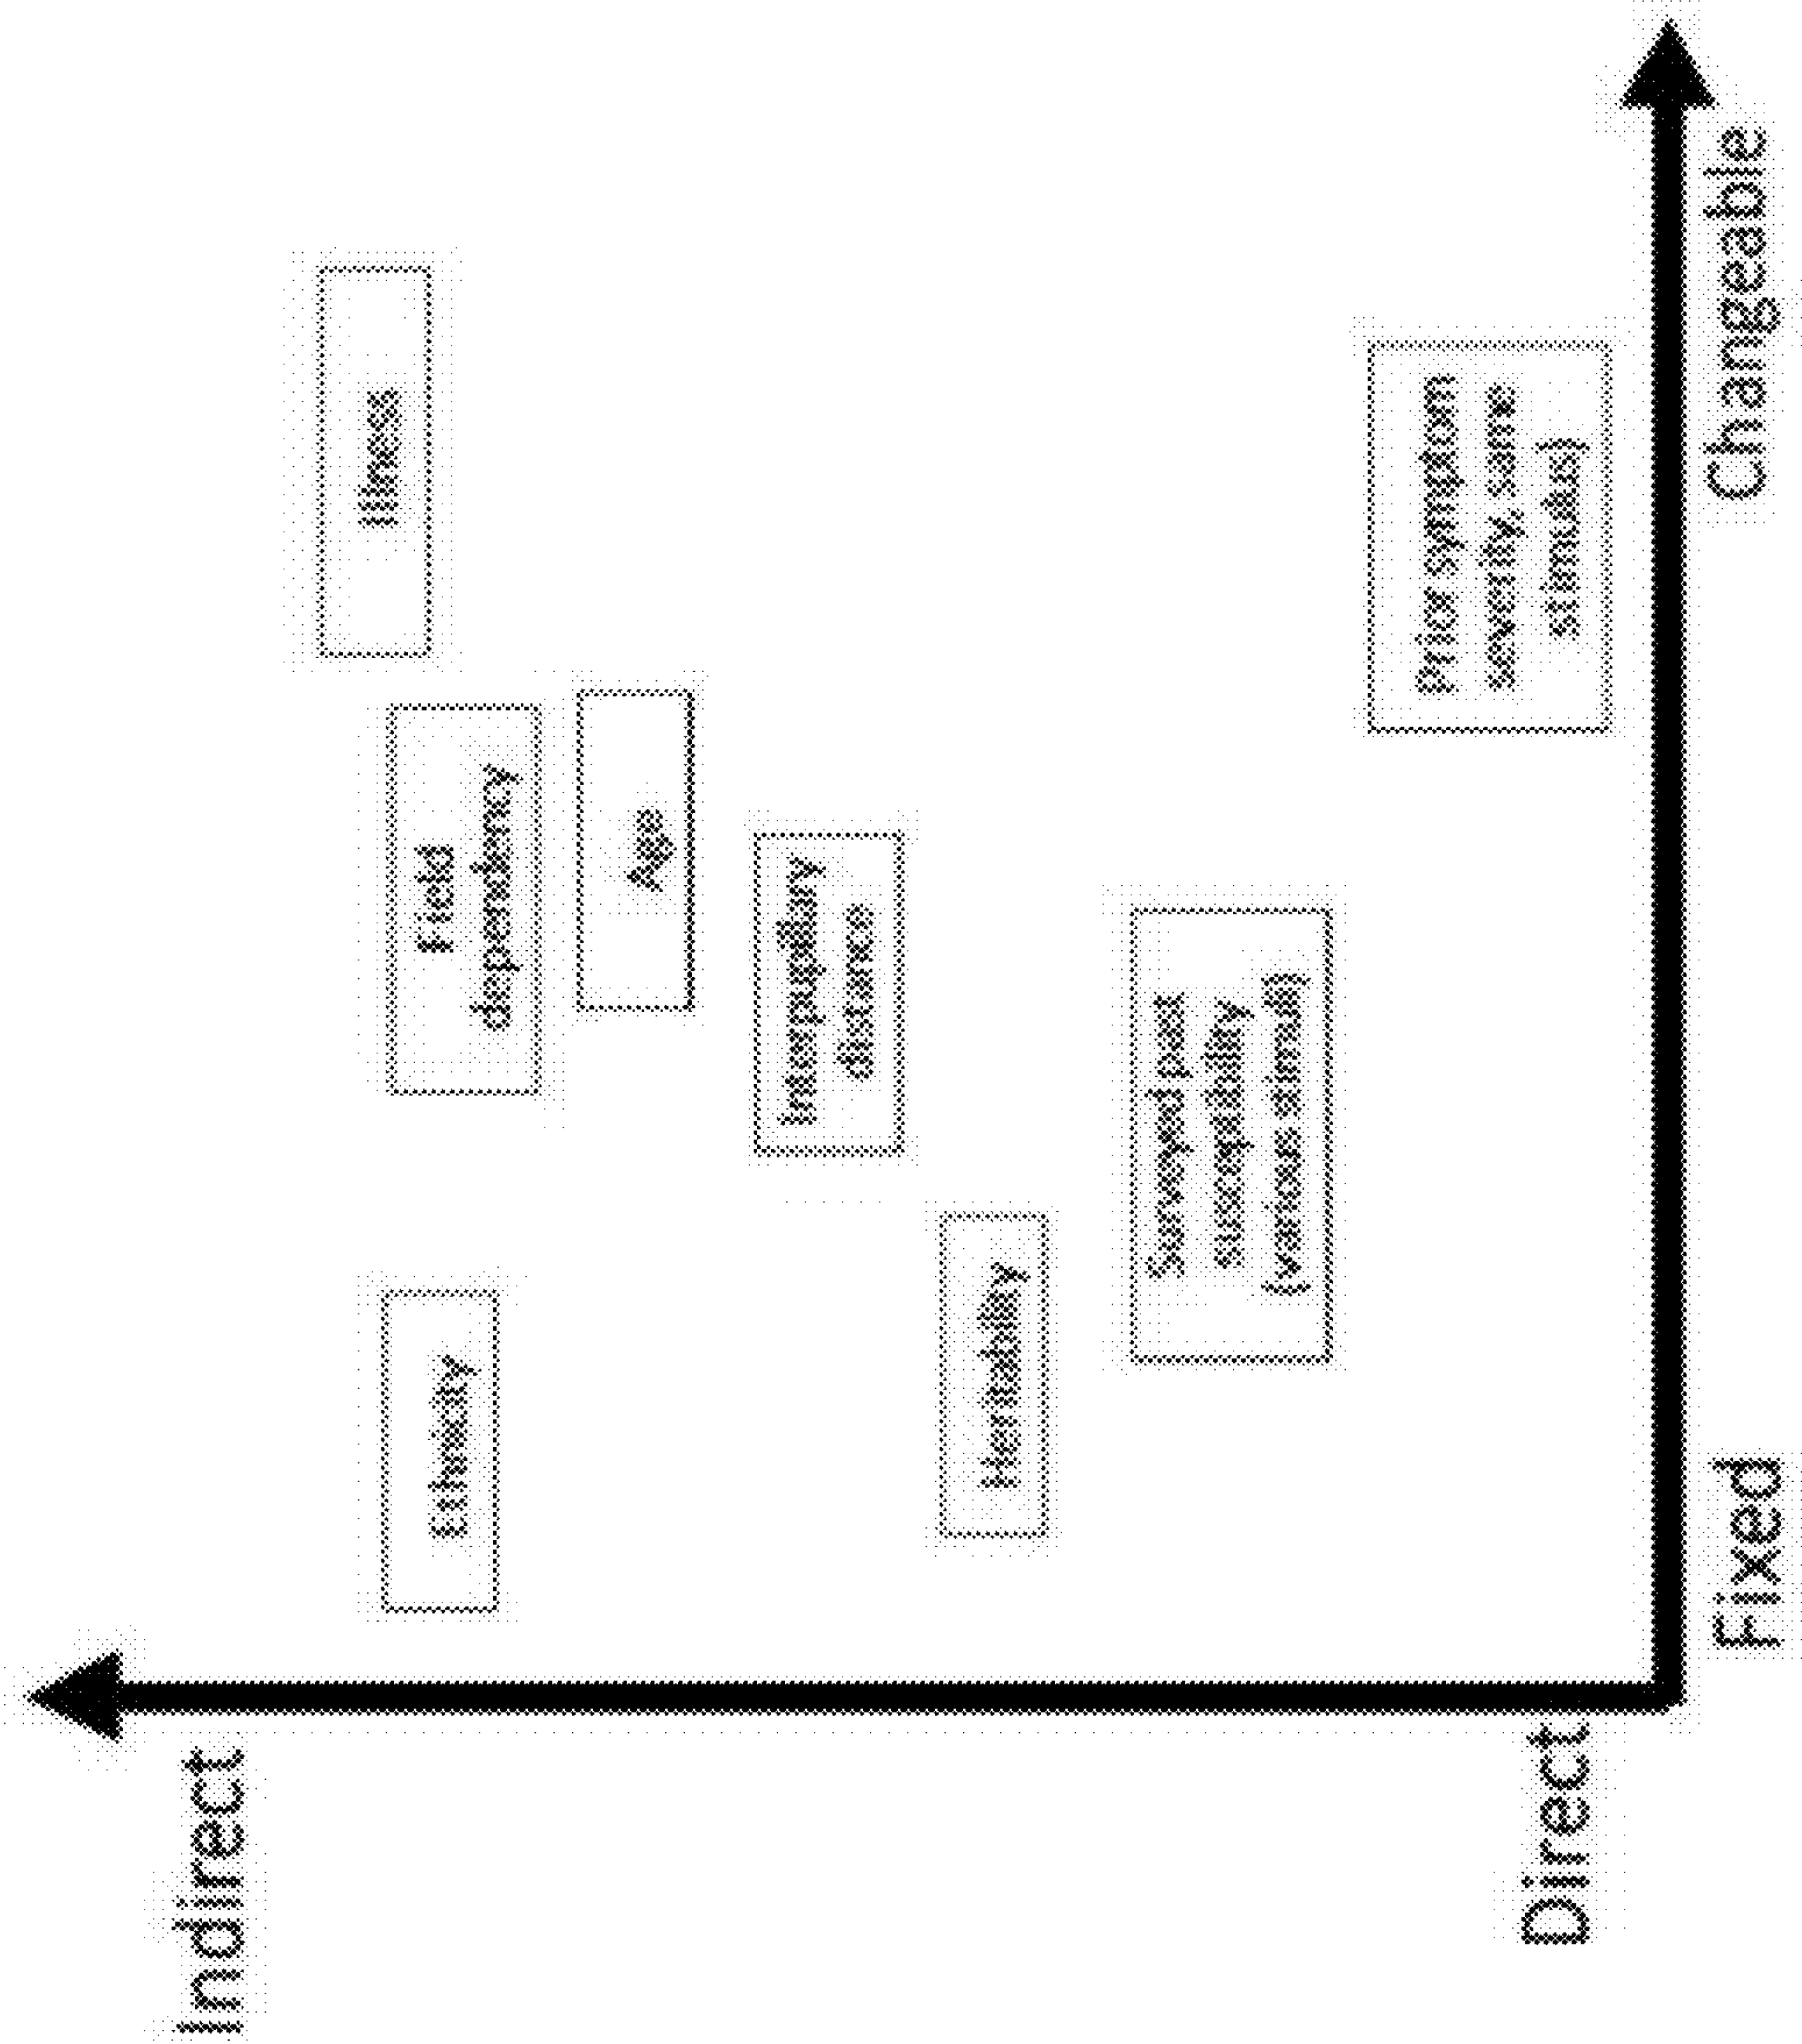 Indirect
Illness
Ethnicity
Field
dependency
Age
Interpupillary
distance
Heritability
Surveyed past
susceptibility
(various stimuli)
Prior symptom
severity, same
stimulus)
Direct
Fixed
Changeable